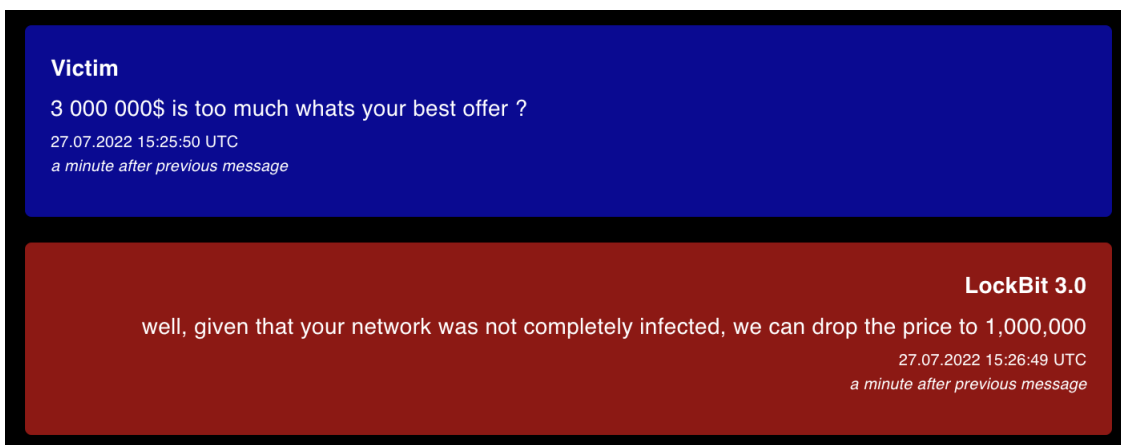 Victim
3 000 000$ is too much whats your best offer ?
27.07.2022 15:25:50 UTC
a minute after previous message
LockBit 3.0
well, given that your network was not completely infected, we can drop the price to 1,000,000
27.07.2022 15:26:49 UTC
a minute after previous message